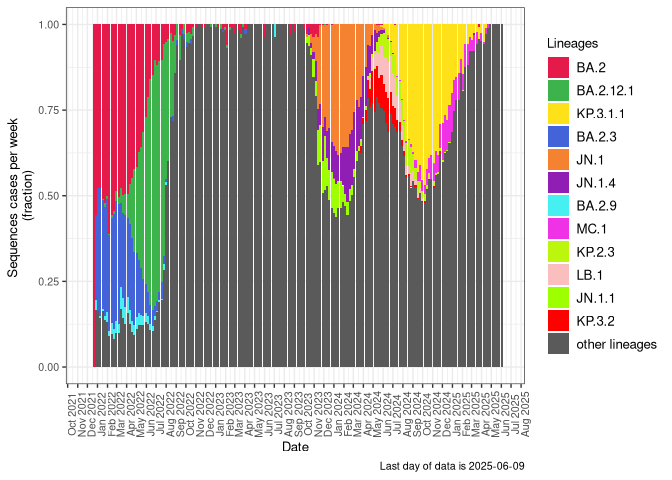 1.00
0.75
0.50
0.25
0.00
Sequences cases per week
(fraction)
Oct 2021
Nov 2021
Dec 2021
Jan 2022
Feb 2022
Mar 2022
Apr 2022
May 2022
Jun 2022
Jul 2022
Aug 2022
Sep 2022
Oct 2022
Nov 2022
Dec 2022
Jan 2023
Feb 2023
Mar 2023
Apr 2023
May 2023
Jun 2023
Jul 2023
Aug 2023
Sep 2023
Oct 2023
Nov 2023
Dec 2023
Jan 2024
Feb 2024
Mar 2024
Apr 2024
May 2024
Jun 2024
Jul 2024
Aug 2024
Sep 2024
Oct 2024
Nov 2024
Dec 2024
Jan 2025
Feb 2025
Mar 2025
Apr 2025
May 2025
Jun 2025
Jul 2025
Aug 2025
Date
Lineages
BA.2
BA.2.12.1
KP.3.1.1
BA.2.3
JN.1
JN.1.4
BA.2.9
MC.1
KP.2.3
LB.1
JN.1.1
KP.3.2
other lineages
Last day of data is 2025-06-09